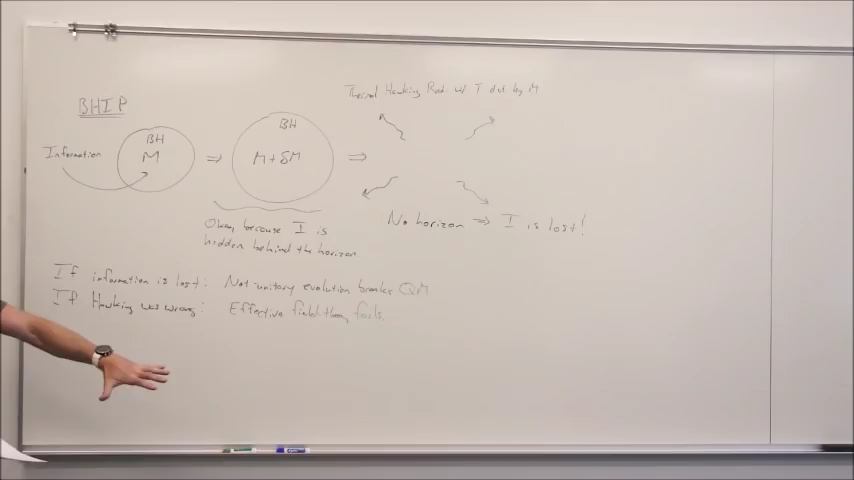 Thermal Hawking Rad. w/ T det. by M
BHIP
BH
M
Information
⇒
BH
M + δM
⇒
Okay because I is
hidden behind the horizon
No horizon ⇒ I is lost!
If information is lost: Not unitary evolution breaks QM
If Hawking was wrong: Effective field theory fails.